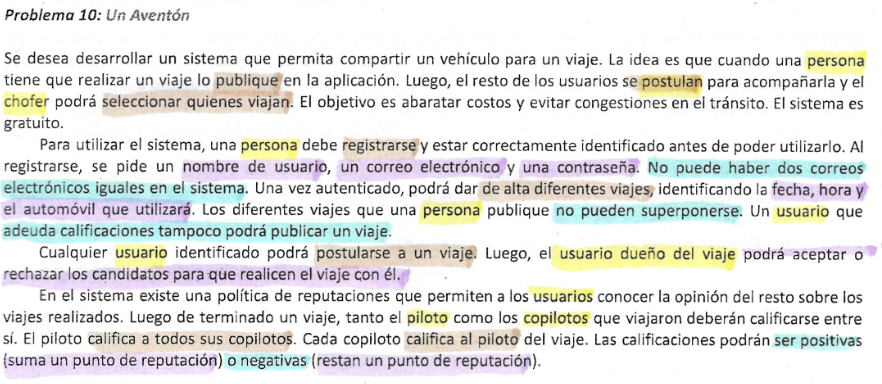 Problema 10: Un Aventón
Se desea desarrollar un sistema que permita compartir un vehículo para un viaje. La idea es que cuando una persona
tiene que realizar un viaje lo publique en la aplicación. Luego, el resto de los usuarios se postulan para acompañarla y el
chofer podrá seleccionar quienes viajan. El objetivo es abaratar costos y evitar congestiones en el tránsito. El sistema es
gratuito.
Para utilizar el sistema, una persona debe registrarse y estar correctamente identificado antes de poder utilizarlo. Al
registrarse, se pide un nombre de usuario, un correo electrónico y una contraseña. No puede haber dos correos
electrónicos iguales en el sistema. Una vez autenticado, podrá dar de alta diferentes viajes, identificando la fecha, hora y
el automóvil que utilizará. Los diferentes viajes que una persona publique no pueden superponerse. Un usuario que
adeuda calificaciones tampoco podrá publicar un viaje.
Cualquier usuario identificado podrá postularse a un viaje. Luego, el usuario dueño del viaje podrá aceptar o
rechazar los candidatos para que realicen el viaje con él.
En el sistema existe una política de reputaciones que permiten a los usuarios conocer la opinión del resto sobre los
viajes realizados. Luego de terminado un viaje, tanto el piloto como los copilotos que viajaron deberán calificarse entre
sí. El piloto califica a todos sus copilotos. Cada copiloto califica al piloto del viaje. Las calificaciones podrán ser positivas
(suma un punto de reputación) o negativas (restan un punto de reputación).